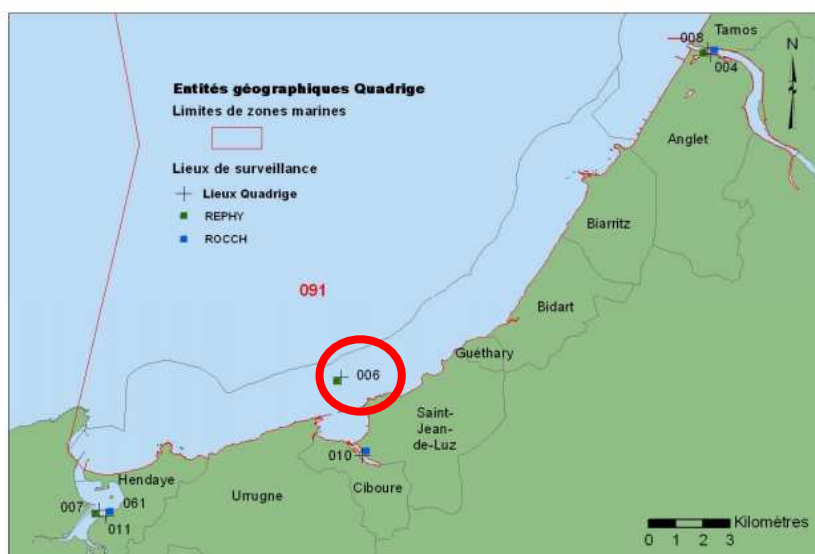 Entités géographiques Quadrige
Limites de zones marines
Lieux de surveillance
Lieux Quadrige
REPHY
ROCCH
008
Tarnos
004
N
Anglet
Biarritz
091
Bidart
Guéthary
006
Saint-
Jean-
de-Luz
010
Hendaye
Urrugne
Ciboure
007
061
011
Kilomètres
0 1 2 3